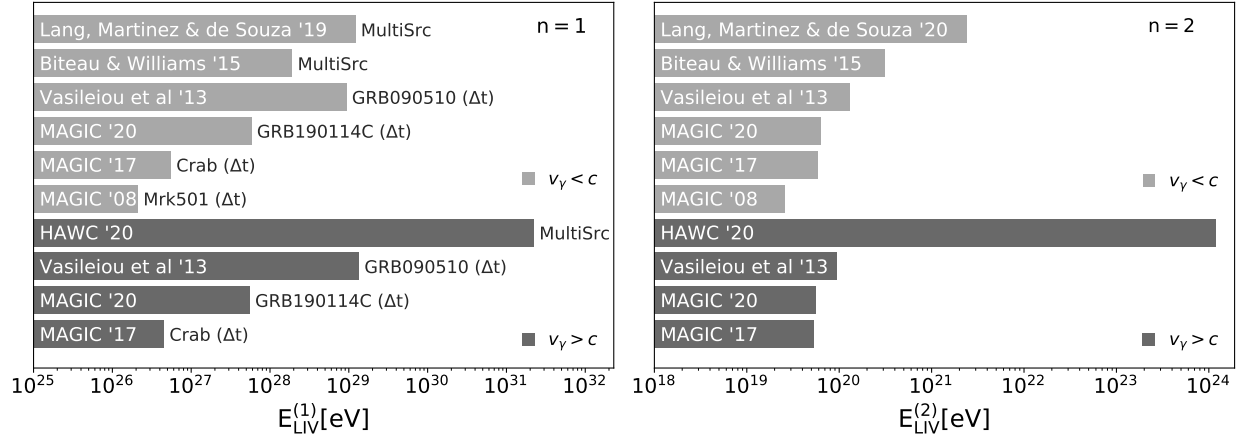 Lang, Martinez & de Souza '19 MultiSrc
n = 1
Biteau & Williams '15 MultiSrc
Vasileiou et al '13 GRB090510 (Δt)
MAGIC '20 GRB190114C (Δt)
MAGIC '17 Crab (Δt)
vγ < c
MAGIC '08 Mrk501 (Δt)
HAWC '20 MultiSrc
Vasileiou et al '13 GRB090510 (Δt)
MAGIC '20 GRB190114C (Δt)
MAGIC '17 Crab (Δt)
vγ > c
10^25 10^26 10^27 10^28 10^29 10^30 10^31 10^32
E_LIV^(1)[eV]
Lang, Martinez & de Souza '20
n = 2
Biteau & Williams '15
Vasileiou et al '13
MAGIC '20
MAGIC '17
vγ < c
MAGIC '08
HAWC '20
Vasileiou et al '13
MAGIC '20
MAGIC '17
vγ > c
10^18 10^19 10^20 10^21 10^22 10^23 10^24
E_LIV^(2)[eV]